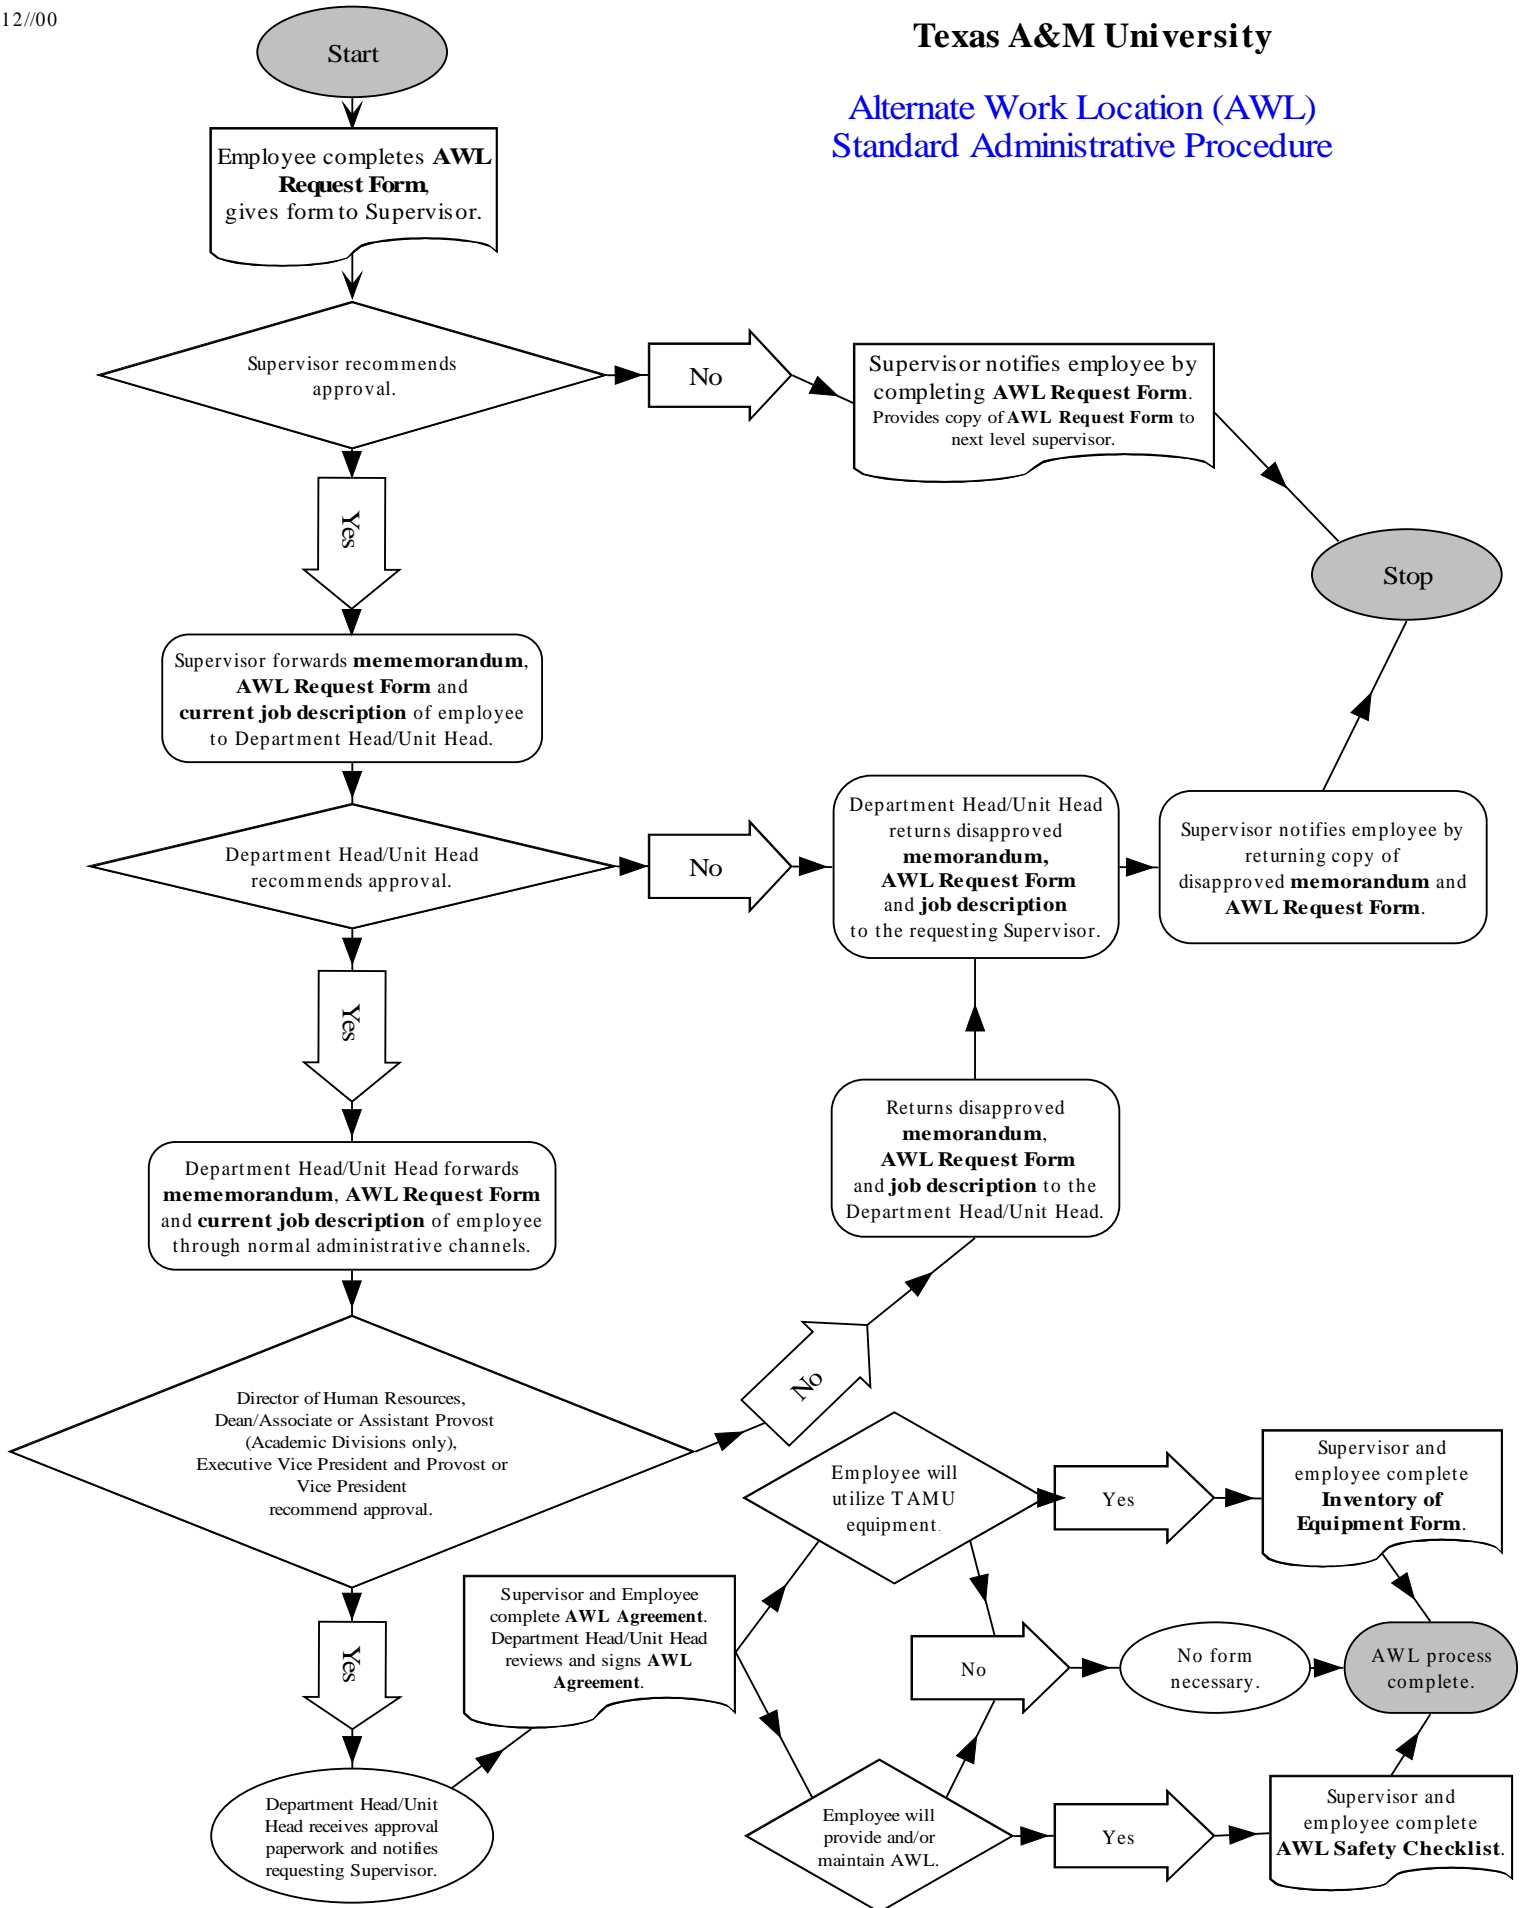 12//00
Texas A&M University
Alternate Work Location (AWL)
Standard Administrative Procedure
Start
Employee completes AWL
Request Form,
gives form to Supervisor.
Supervisor recommends
approval.
No
Supervisor notifies employee by
completing AWL Request Form.
Provides copy of AWL Request Form to
next level supervisor.
Yes
Stop
Supervisor forwards mememorandum,
AWL Request Form and
current job description of employee
to Department Head/Unit Head.
Department Head/Unit Head
recommends approval.
No
Department Head/Unit Head
returns disapproved
memorandum,
AWL Request Form
and job description
to the requesting Supervisor.
Supervisor notifies employee by
returning copy of
disapproved memorandum and
AWL Request Form.
Yes
Returns disapproved
memorandum,
AWL Request Form
and job description to the
Department Head/Unit Head.
Department Head/Unit Head forwards
mememorandum, AWL Request Form
and current job description of employee
through normal administrative channels.
Director of Human Resources,
Dean/Associate or Assistant Provost
(Academic Divisions only),
Executive Vice President and Provost or
Vice President
recommend approval.
No
Yes
Department Head/Unit
Head receives approval
paperwork and notifies
requesting Supervisor.
Supervisor and Employee
complete AWL Agreement.
Department Head/Unit Head
reviews and signs AWL
Agreement.
Employee will
utilize TAMU
equipment.
Yes
Supervisor and
employee complete
Inventory of
Equipment Form.
No
No form
necessary.
AWL process
complete.
Employee will
provide and/or
maintain AWL.
Yes
Supervisor and
employee complete
AWL Safety Checklist.